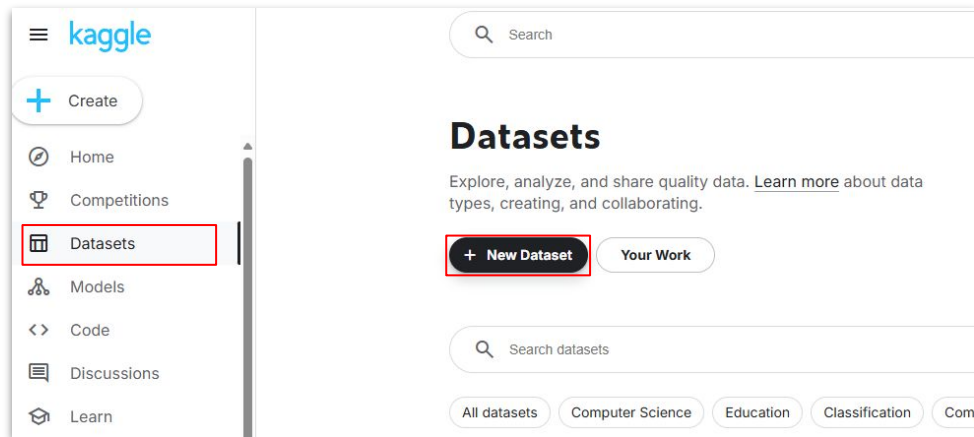 kaggle
Search
Create
Home
Competitions
Datasets
Models
Code
Discussions
Learn
Datasets
Explore, analyze, and share quality data. Learn more about data
types, creating, and collaborating.
+ New Dataset
Your Work
Search datasets
All datasets
Computer Science
Education
Classification
Com